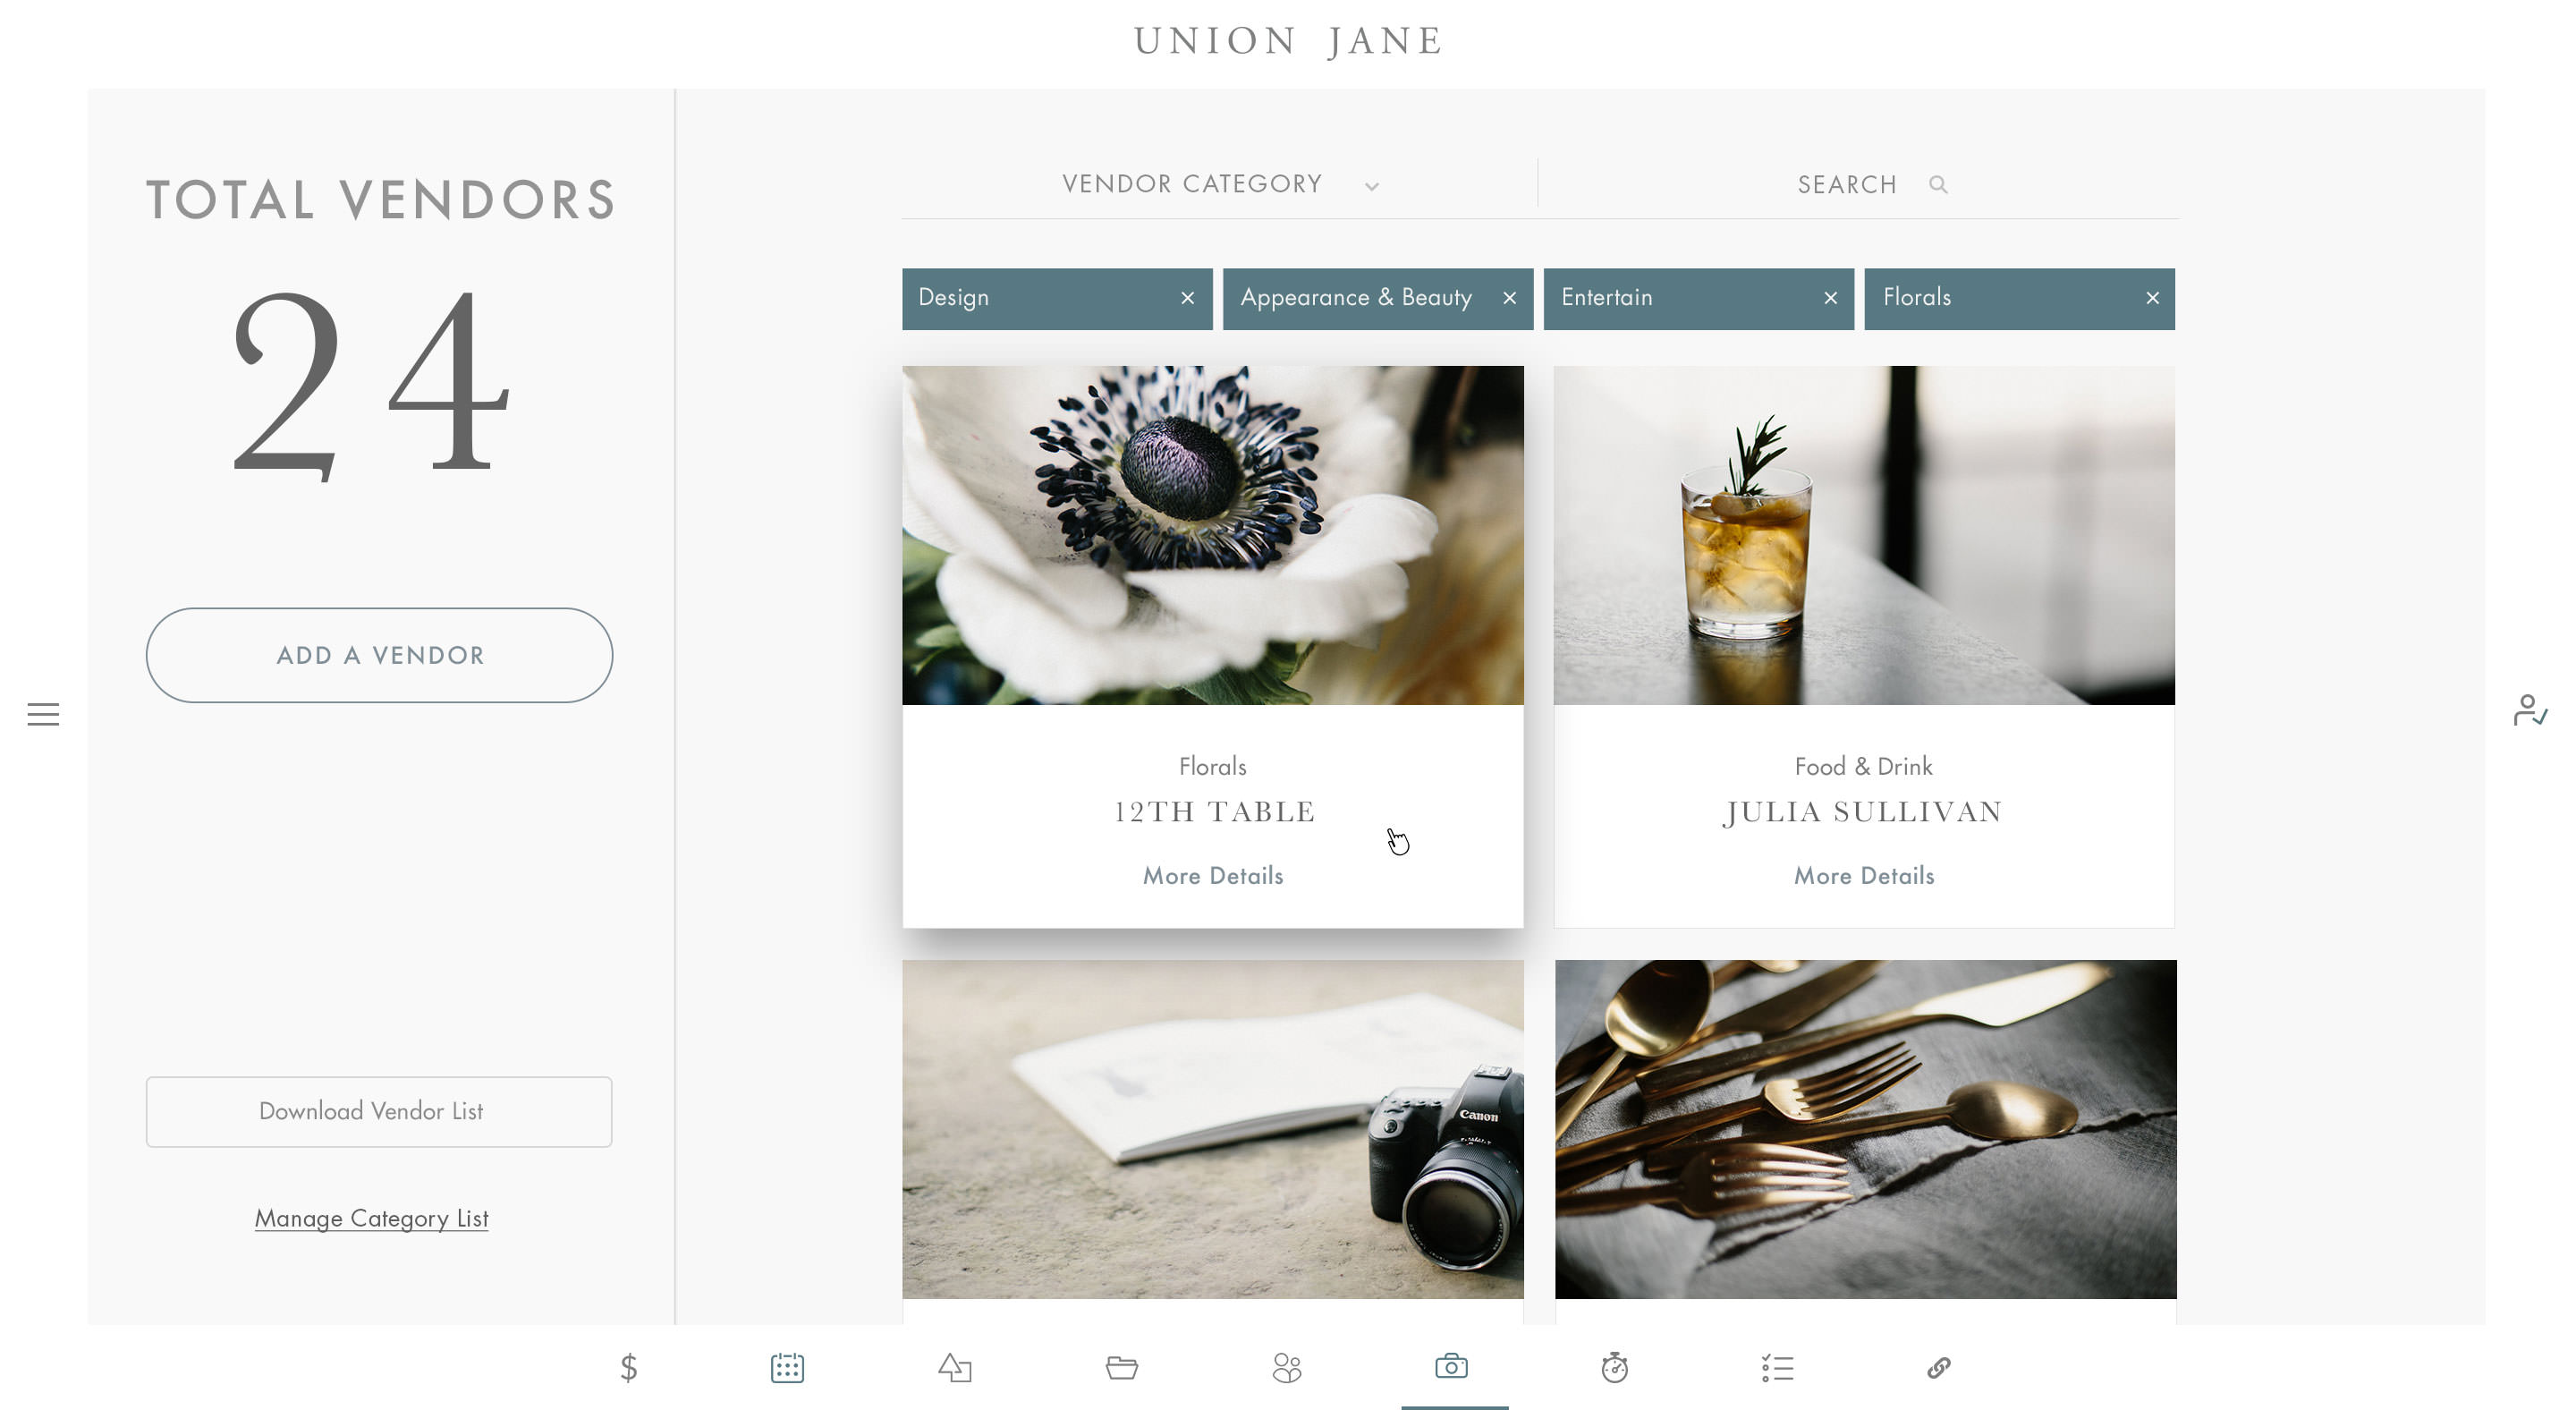 UNION JANE
TOTAL VENDORS
24
ADD A VENDOR
Download Vendor List
Manage Category List
VENDOR CATEGORY
SEARCH
Design
Appearance & Beauty
Entertain
Florals
Florals
12TH TABLE
More Details
Food & Drink
JULIA SULLIVAN
More Details
Canon